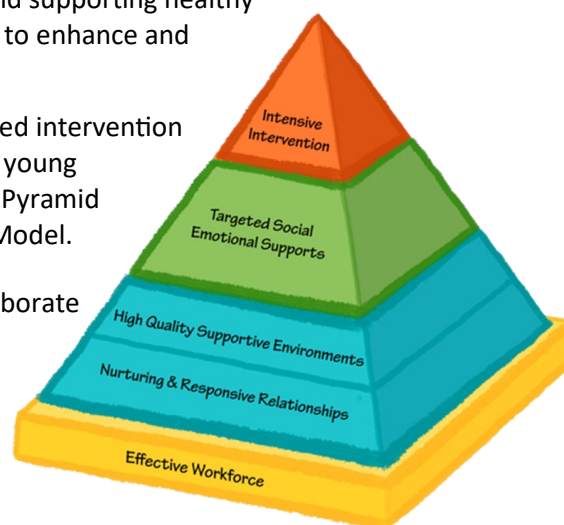 nd supporting healthy
to enhance and
ed intervention
young
Pyramid
Model.
borate
Intensive
Intervention
Targeted Social
Emotional Supports
High Quality Supportive Environments
Nurturing & Responsive Relationships
Effective Workforce